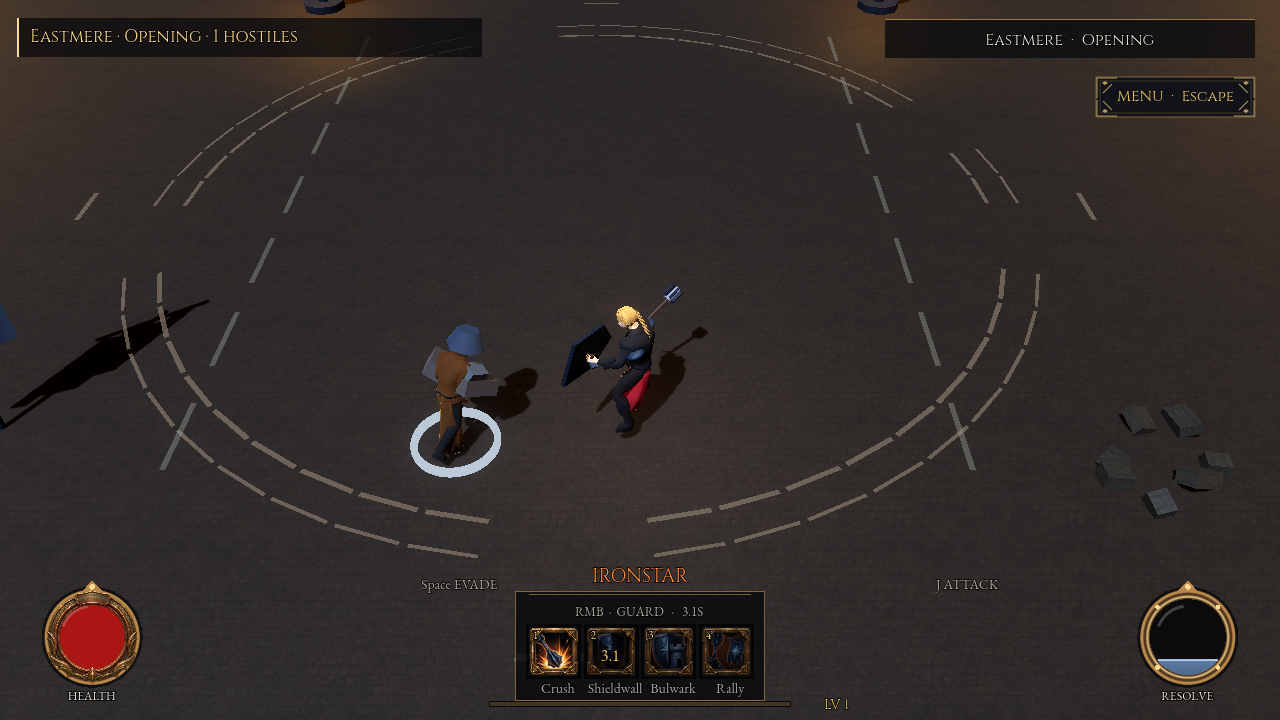 EASTMERE · OPENING · 1 HOSTILES
EASTMERE · OPENING
MENU · ESCAPE
Space EVADE
IRONSTAR
J ATTACK
RMB · GUARD · 3.1S
1 2 3 4
3.1
Crush Shieldwall Bulwark Rally
HEALTH
RESOLVE
LV 1